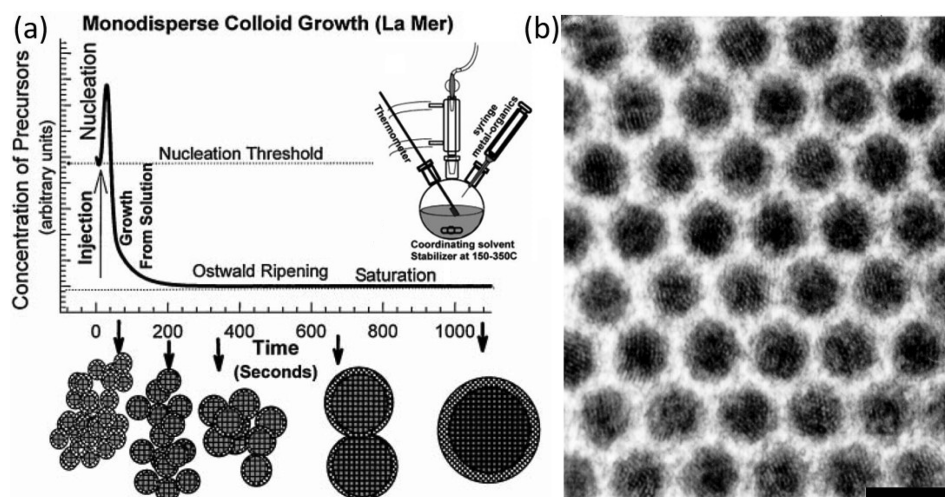 (a)
Monodisperse Colloid Growth (La Mer)
(b)
Concentration of Precursors
(arbitrary units)
Nucleation
Injection
Growth
From Solution
Nucleation Threshold
Ostwald Ripening
Saturation
Thermometer
syringe
metal-organics
Coordinating solvent
Stabilizer at 150-350C
0 200 400 600 800 1000
Time
(Seconds)